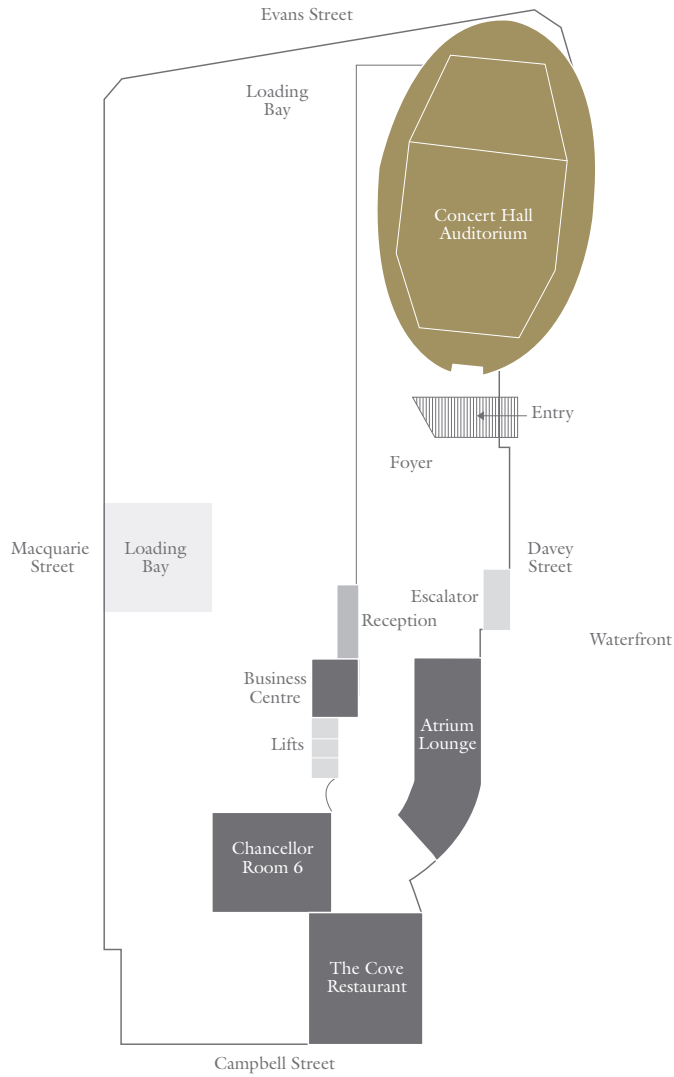 Evans Street
Loading
Bay
Concert Hall
Auditorium
Entry
Foyer
Macquarie
Street
Loading
Bay
Davey
Street
Escalator
Reception
Waterfront
Business
Centre
Atrium
Lounge
Lifts
Chancellor
Room 6
The Cove
Restaurant
Campbell Street